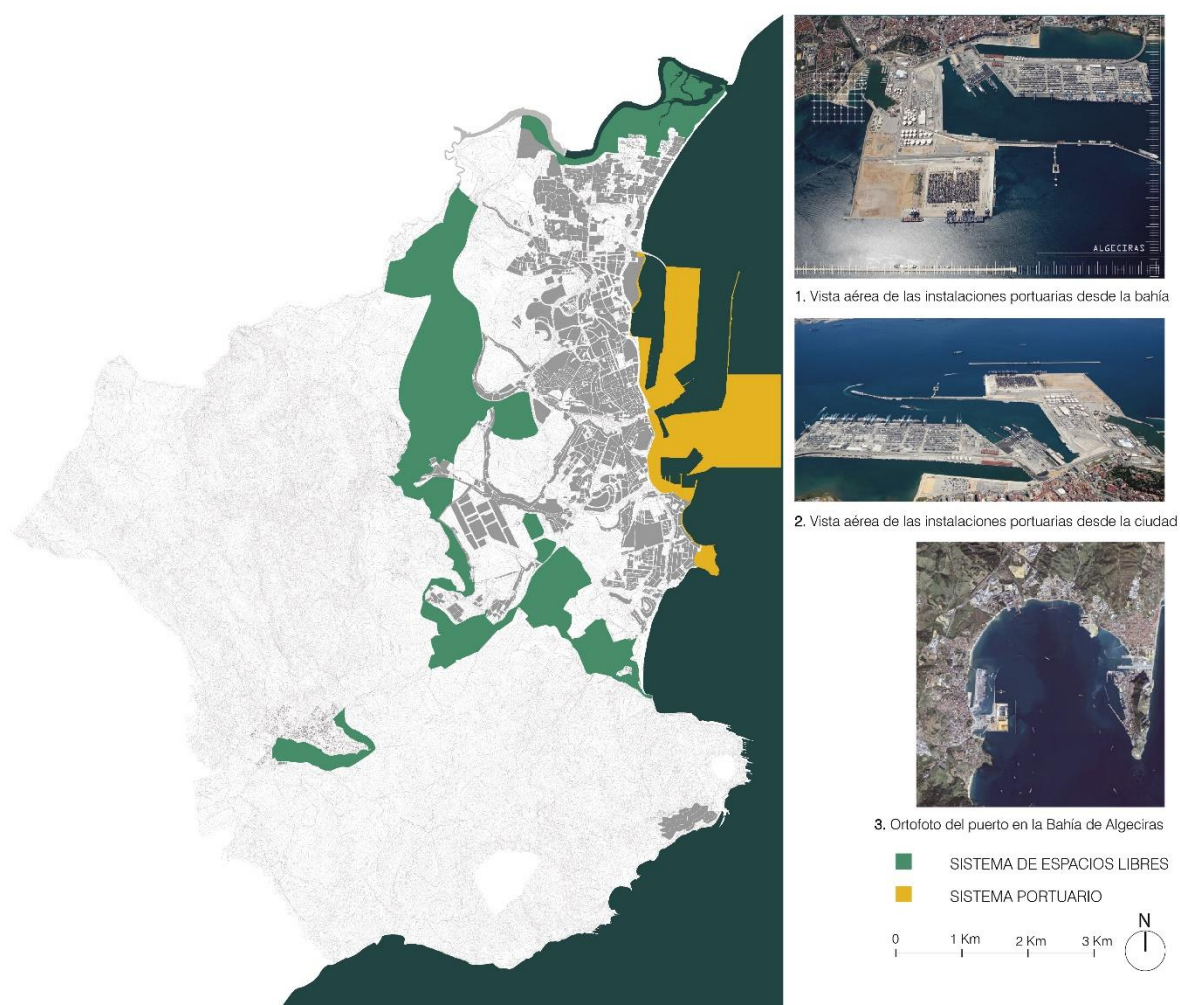 ALGECIRAS
1. Vista aérea de las instalaciones portuarias desde la bahía
2. Vista aérea de las instalaciones portuarias desde la ciudad
3. Ortofoto del puerto en la Bahía de Algeciras
SISTEMA DE ESPACIOS LIBRES
SISTEMA PORTUARIO
N
0 1 Km 2 Km 3 Km